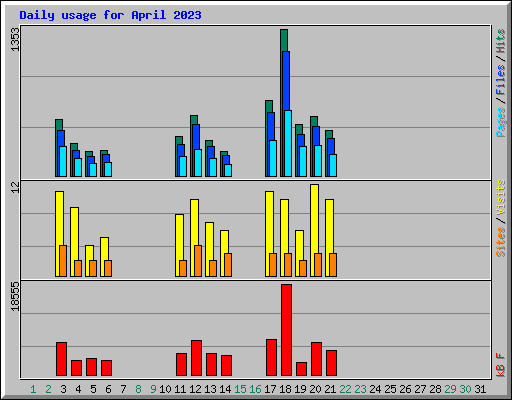 Daily usage for April 2023
1353
12
18555
Pages / Files / Hits
Sites / Visits
kB F
1 2 3 4 5 6 7 8 9 10 11 12 13 14 15 16 17 18 19 20 21 22 23 24 25 26 27 28 29 30 31